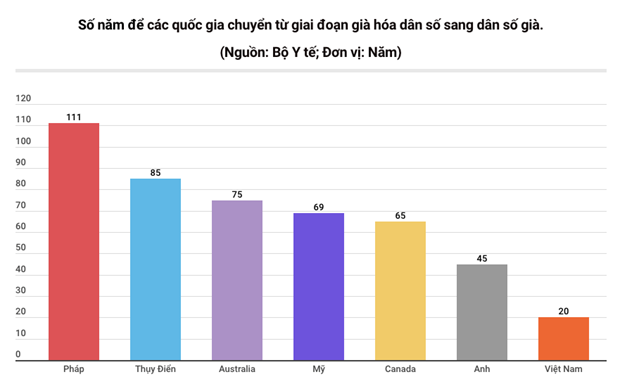 Số năm để các quốc gia chuyển từ giai đoạn già hóa dân số sang dân số già.
(Nguồn: Bộ Y tế; Đơn vị: Năm)
120
110
100
90
80
70
60
50
40
30
20
10
0
111
85
75
69
65
45
20
Pháp
Thụy Điển
Australia
Mỹ
Canada
Anh
Việt Nam